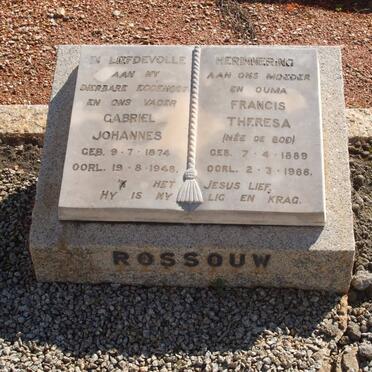 IN LIEFDEVOLLE HERINNERING
AAN MY
DIERBARE EGGENOOT
EN ONS VADER
GABRIEL
JOHANNES
GEB. 9-7-1874
OORL. 19-8-1948.
AAN ONS MOEDER
EN OUMA
FRANCIS
THERESA
(NÉE DE BOD)
GEB. 7-4-1889
OORL. 2-3-1966.
'K HET JESUS LIEF,
HY IS MY LIG EN KRAG.
ROSSOUW